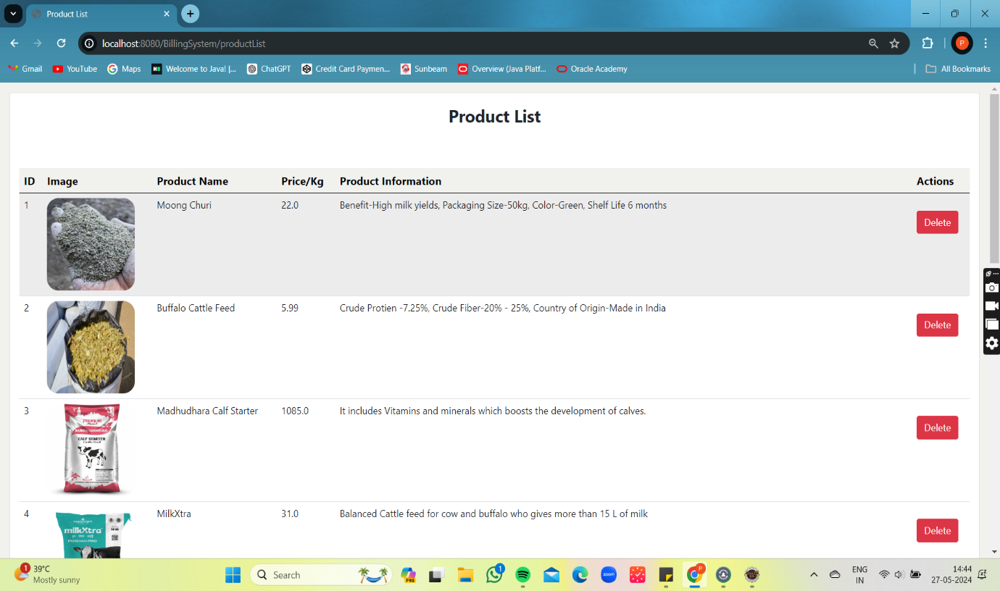 Product List
localhost:8080/BillingSystem/productList
P
Gmail
YouTube
Maps
Welcome to Java! |...
ChatGPT
Credit Card Paymen...
Sunbeam
Overview (Java Platf...
Oracle Academy
All Bookmarks
Product List
ID Image Product Name Price/Kg Product Information Actions
1 Moong Churi 22.0 Benefit-High milk yields, Packaging Size-50kg, Color-Green, Shelf Life 6 months
Delete
2 Buffalo Cattle Feed 5.99 Crude Protien -7.25%, Crude Fiber-20% - 25%, Country of Origin-Made in India
Delete
3 Madhudhara Calf Starter 1085.0 It includes Vitamins and minerals which boosts the development of calves.
PREMIUM
MADHUDHARA
CALF STARTER
Cattle Feed
Delete
4 MilkXtra 31.0 Balanced Cattle feed for cow and buffalo who gives more than 15 L of milk
milkXtra
POSHAN PRO
Delete
1
39°C
Mostly sunny
Search
PRE
1
zoom
P
ENG
IN
14:44
27-05-2024